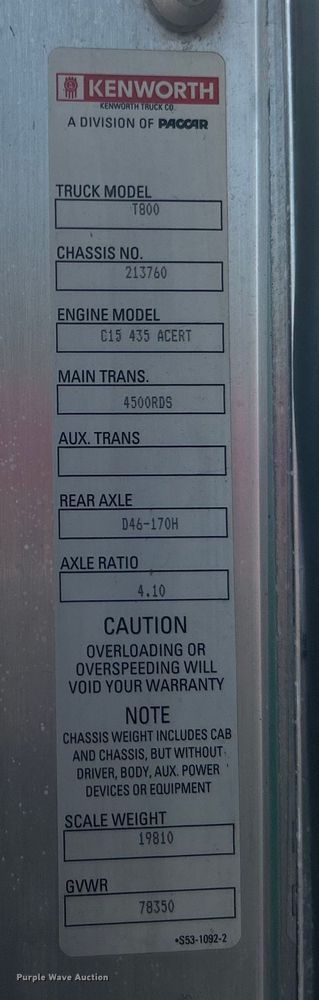 KENWORTH
KENWORTH TRUCK CO.
A DIVISION OF PACCAR
TRUCK MODEL
T800
CHASSIS NO.
213760
ENGINE MODEL
C15 435 ACERT
MAIN TRANS.
4500RDS
AUX. TRANS
REAR AXLE
D46-170H
AXLE RATIO
4.10
CAUTION
OVERLOADING OR
OVERSPEEDING WILL
VOID YOUR WARRANTY
NOTE
CHASSIS WEIGHT INCLUDES CAB
AND CHASSIS, BUT WITHOUT
DRIVER, BODY, AUX. POWER
DEVICES OR EQUIPMENT
SCALE WEIGHT
19810
GVWR
78350
•S53-1092-2
Purple Wave Auction